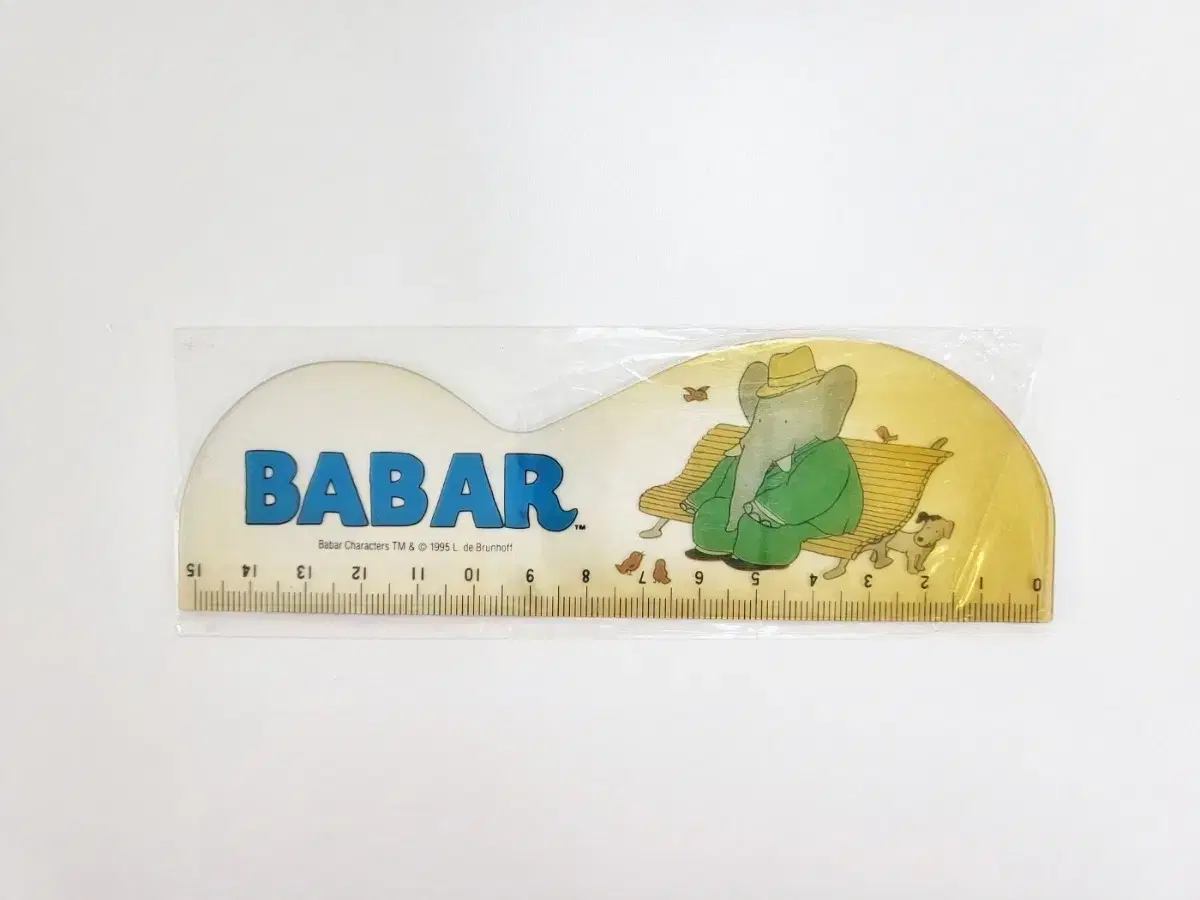 BABAR™
Babar Characters TM & © 1995 L. de Brunhoff
15 14 13 12 11 10 9 8 7 6 5 4 3 2 1 0